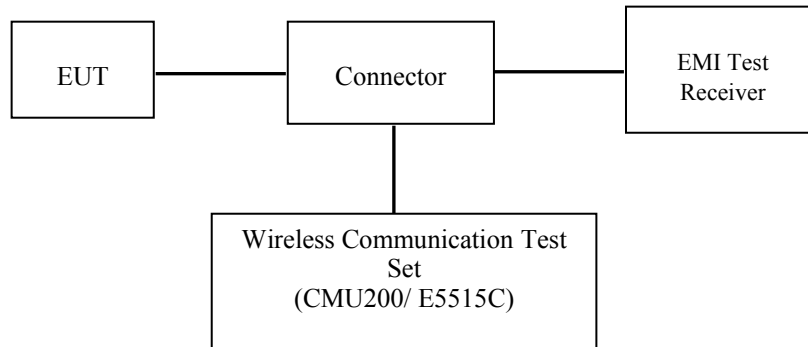 EUT
Connector
EMI Test
Receiver
Wireless Communication Test
Set
(CMU200/ E5515C)